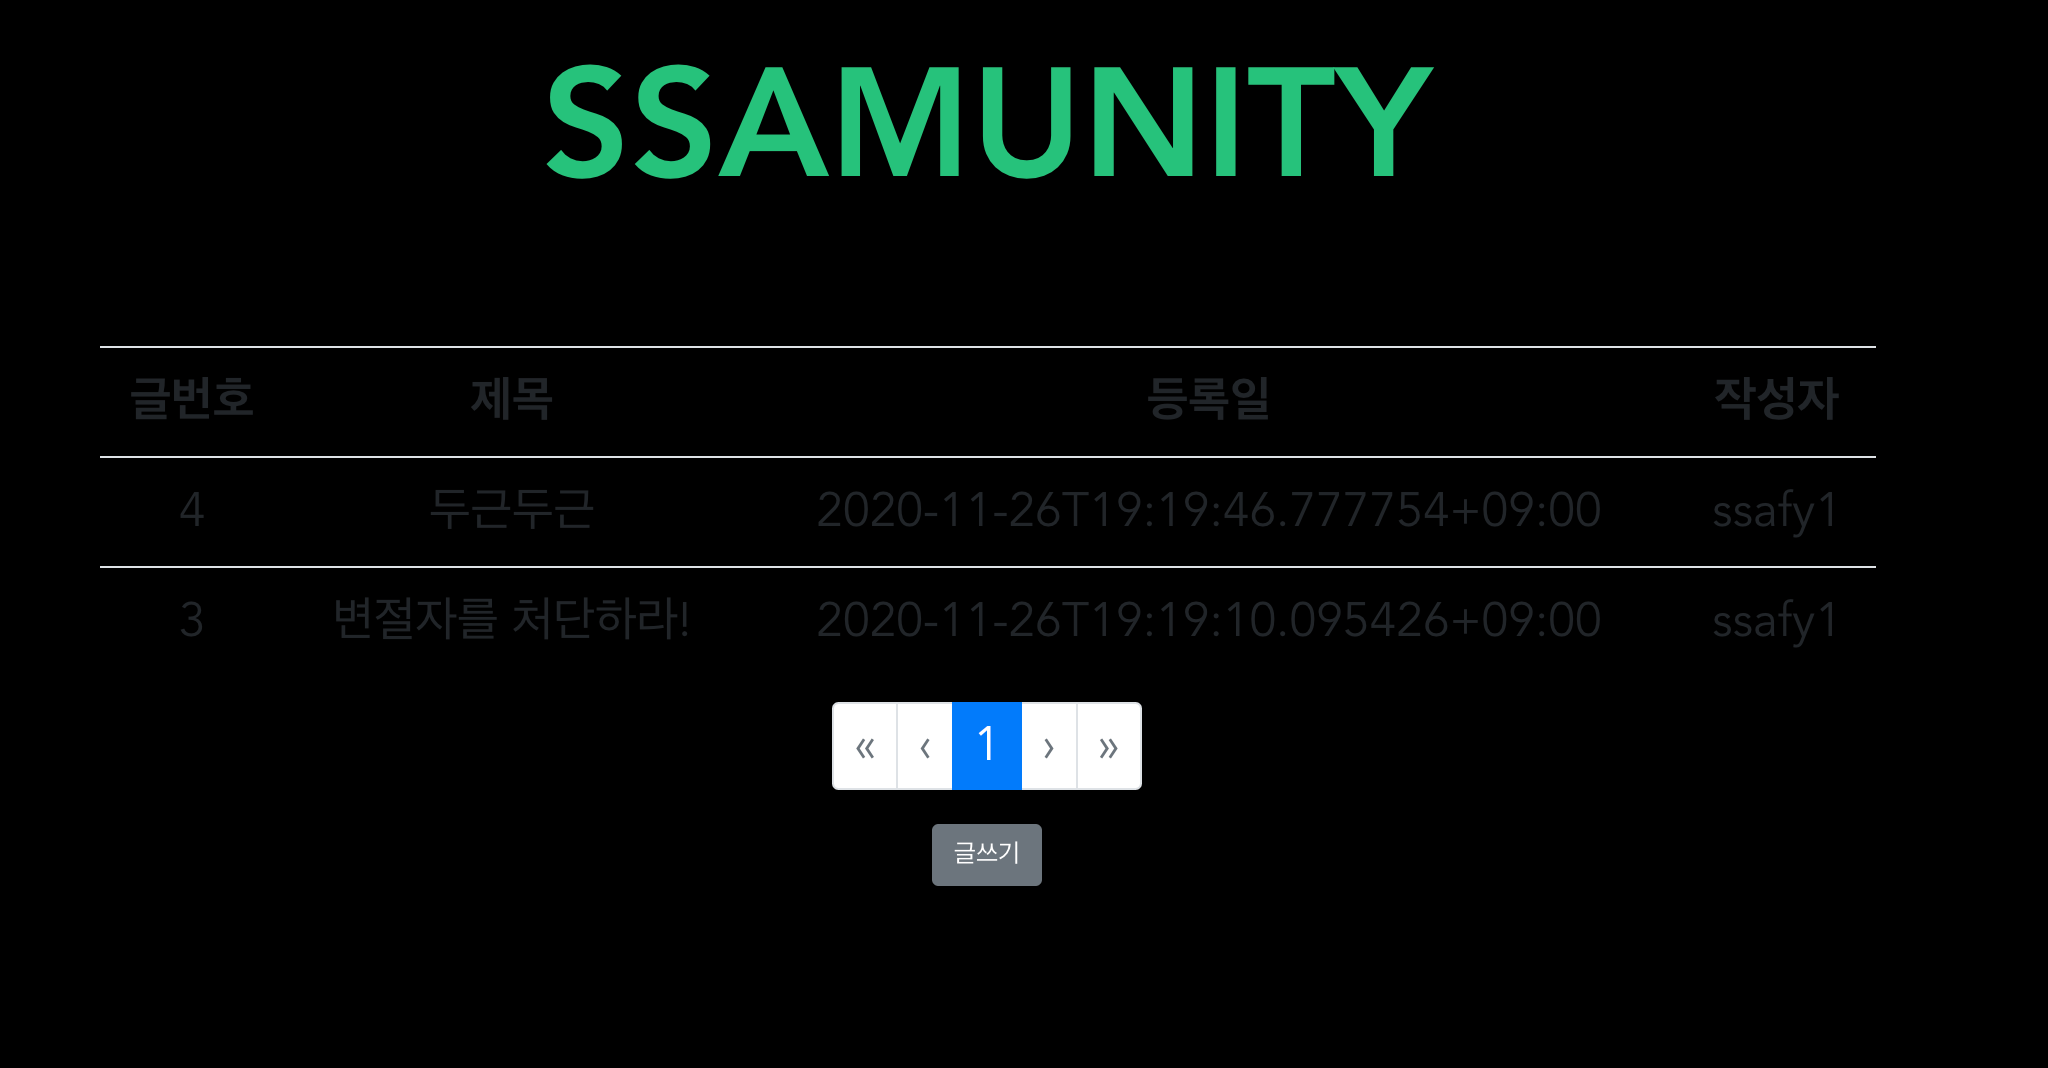 SSAMUNITY
글번호 제목 등록일 작성자
4 두근두근 2020-11-26T19:19:46.777754+09:00 ssafy1
3 변절자를 처단하라! 2020-11-26T19:19:10.095426+09:00 ssafy1
« ‹ 1 › »
글쓰기